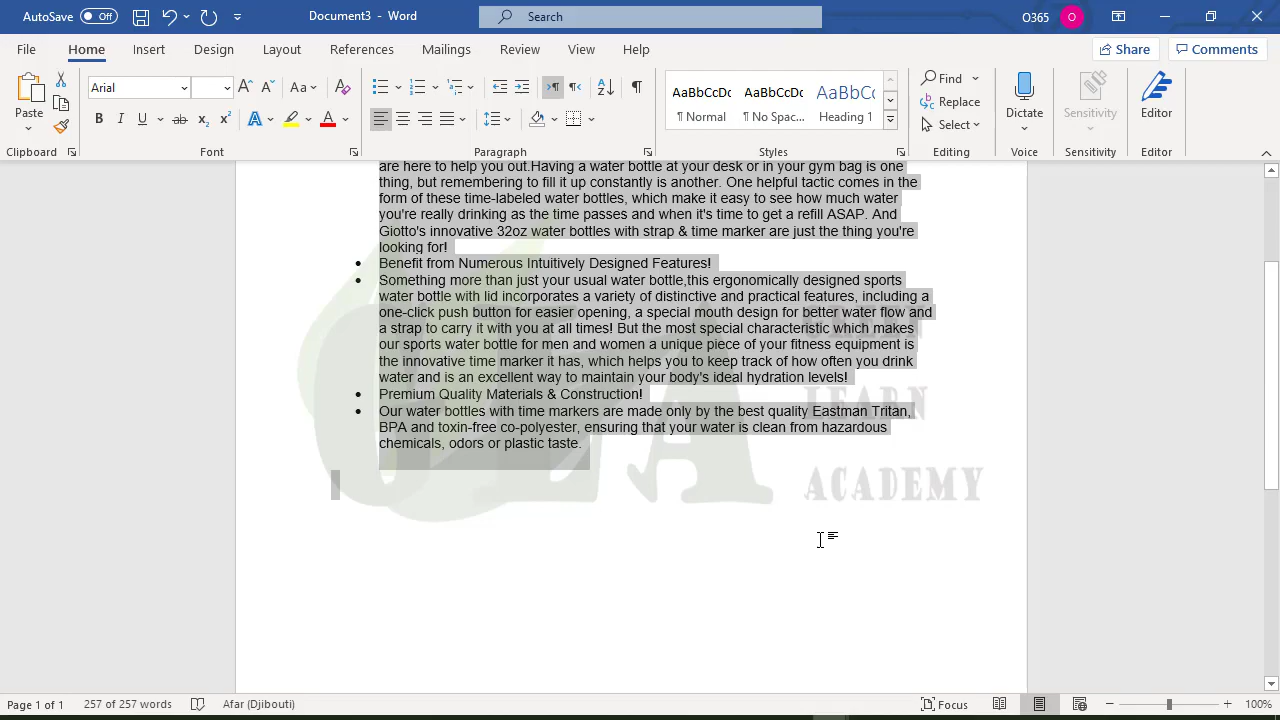 AutoSave Off Document3 - Word Search O365 O
File Home Insert Design Layout References Mailings Review View Help Share Comments
Paste Arial Aa Find Replace Select Dictate Sensitivity Editor
B I U ab x₂ x² A A
AaBbCcDc AaBbCcDc AaBbCc
¶ Normal ¶ No Spac... Heading 1
Clipboard Font Paragraph Styles Editing Voice Sensitivity Editor
are here to help you out.Having a water bottle at your desk or in your gym bag is one
thing, but remembering to fill it up constantly is another. One helpful tactic comes in the
form of these time-labeled water bottles, which make it easy to see how much water
you're really drinking as the time passes and when it's time to get a refill ASAP. And
Giotto's innovative 32oz water bottles with strap & time marker are just the thing you're
looking for!
• Benefit from Numerous Intuitively Designed Features!
• Something more than just your usual water bottle,this ergonomically designed sports
water bottle with lid incorporates a variety of distinctive and practical features, including a
one-click push button for easier opening, a special mouth design for better water flow and
a strap to carry it with you at all times! But the most special characteristic which makes
our sports water bottle for men and women a unique piece of your fitness equipment is
the innovative time marker it has, which helps you to keep track of how often you drink
water and is an excellent way to maintain your body's ideal hydration levels!
• Premium Quality Materials & Construction!
• Our water bottles with time markers are made only by the best quality Eastman Tritan,
BPA and toxin-free co-polyester, ensuring that your water is clean from hazardous
chemicals, odors or plastic taste.
LEARN
ACADEMY
Page 1 of 1 257 of 257 words Afar (Djibouti) Focus 100%